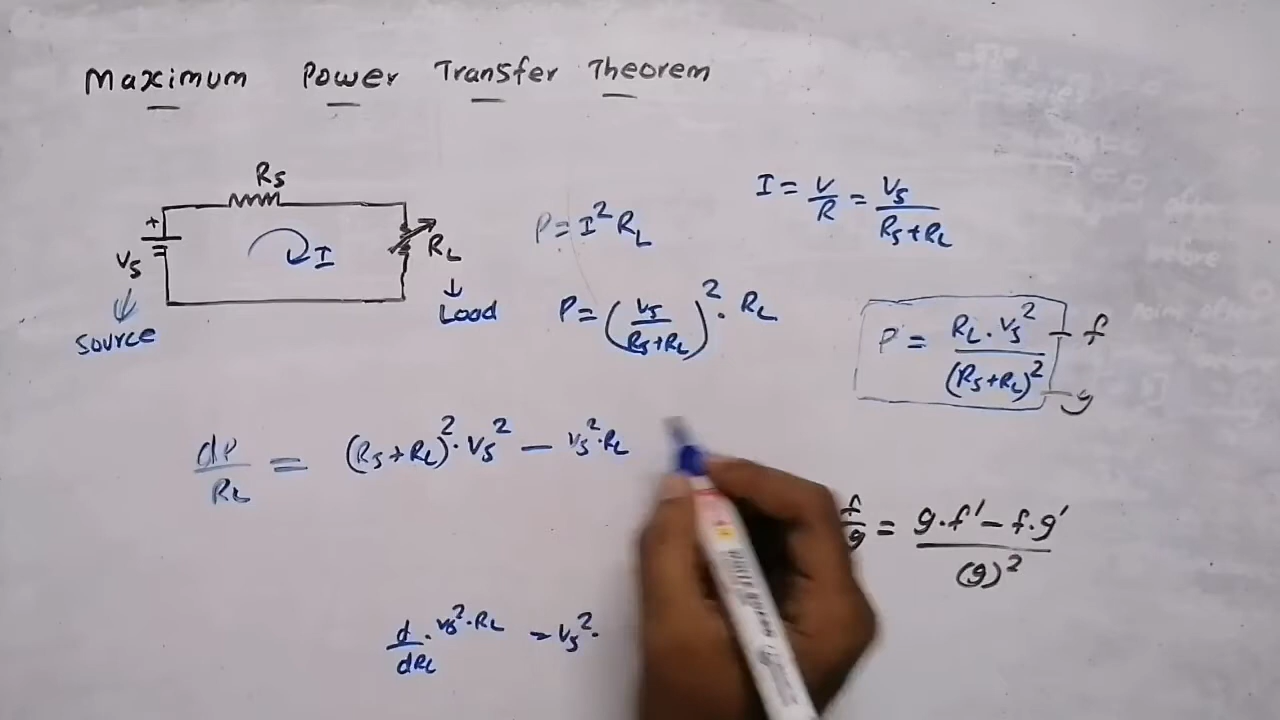 Maximum Power Transfer Theorem
Rs
+
Vs
I
RL
Source
Load
P = I² RL
I = V/R = Vs/(Rs+RL)
P = (Vs/(Rs+RL))² · RL
P = RL · Vs²/(Rs+RL)²
f
g
dP/RL = (Rs+RL)² · Vs² − Vs² · RL
f/g = g·f' − f·g'/(g)²
d/dRL · Vs² · RL = Vs² ·